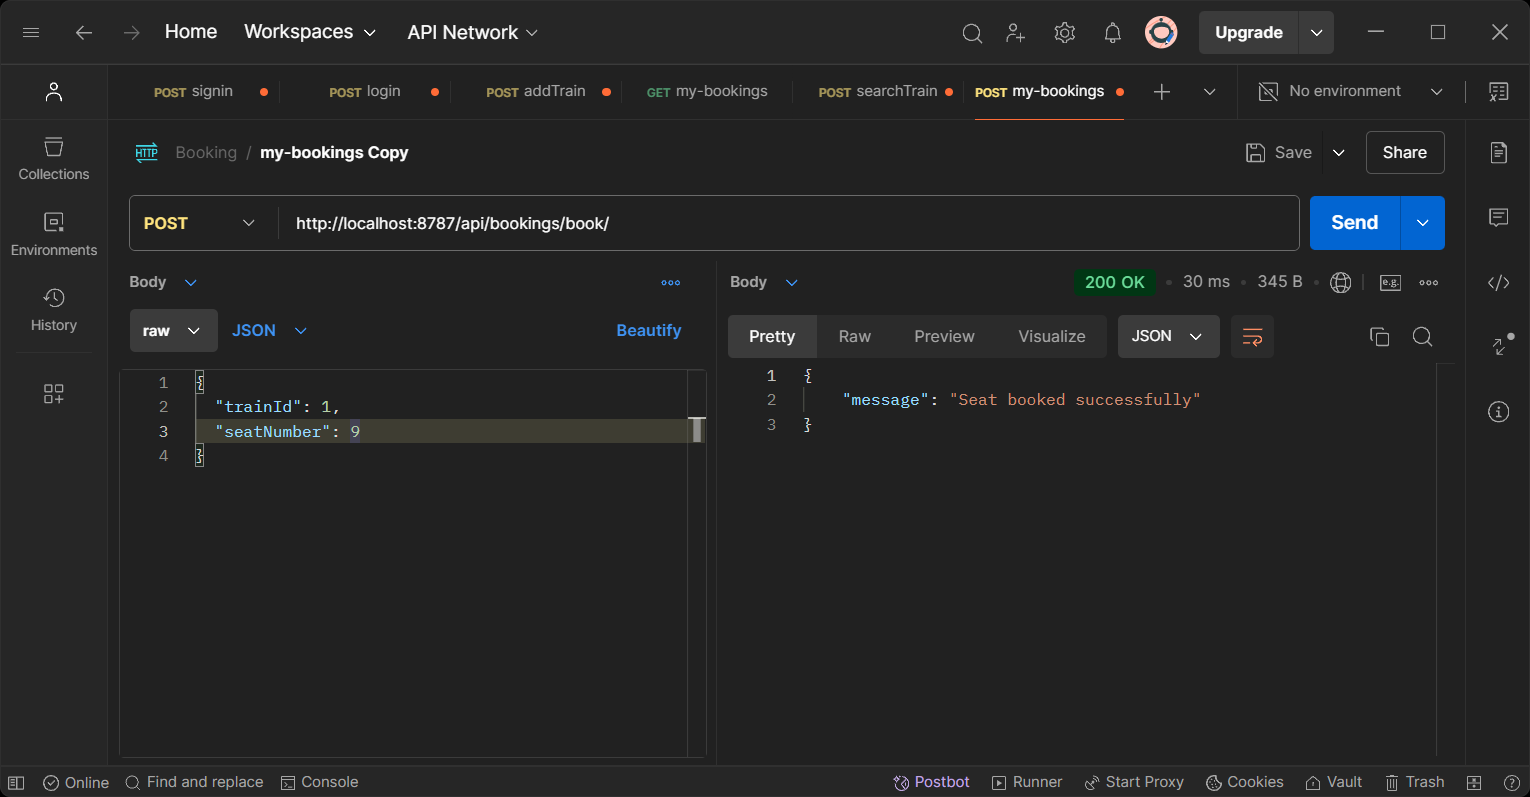 Home Workspaces API Network Upgrade
POST signin POST login POST addTrain GET my-bookings POST searchTrain POST my-bookings No environment
HTTP Booking / my-bookings Copy Save Share
Collections
POST http://localhost:8787/api/bookings/book/ Send
Environments
Body Body 200 OK 30 ms 345 B e.g.
History
raw JSON Beautify Pretty Raw Preview Visualize JSON
1 {
2 "trainId": 1,
3 "seatNumber": 9
4 }
1 {
2 "message": "Seat booked successfully"
3 }
Online Find and replace Console Postbot Runner Start Proxy Cookies Vault Trash